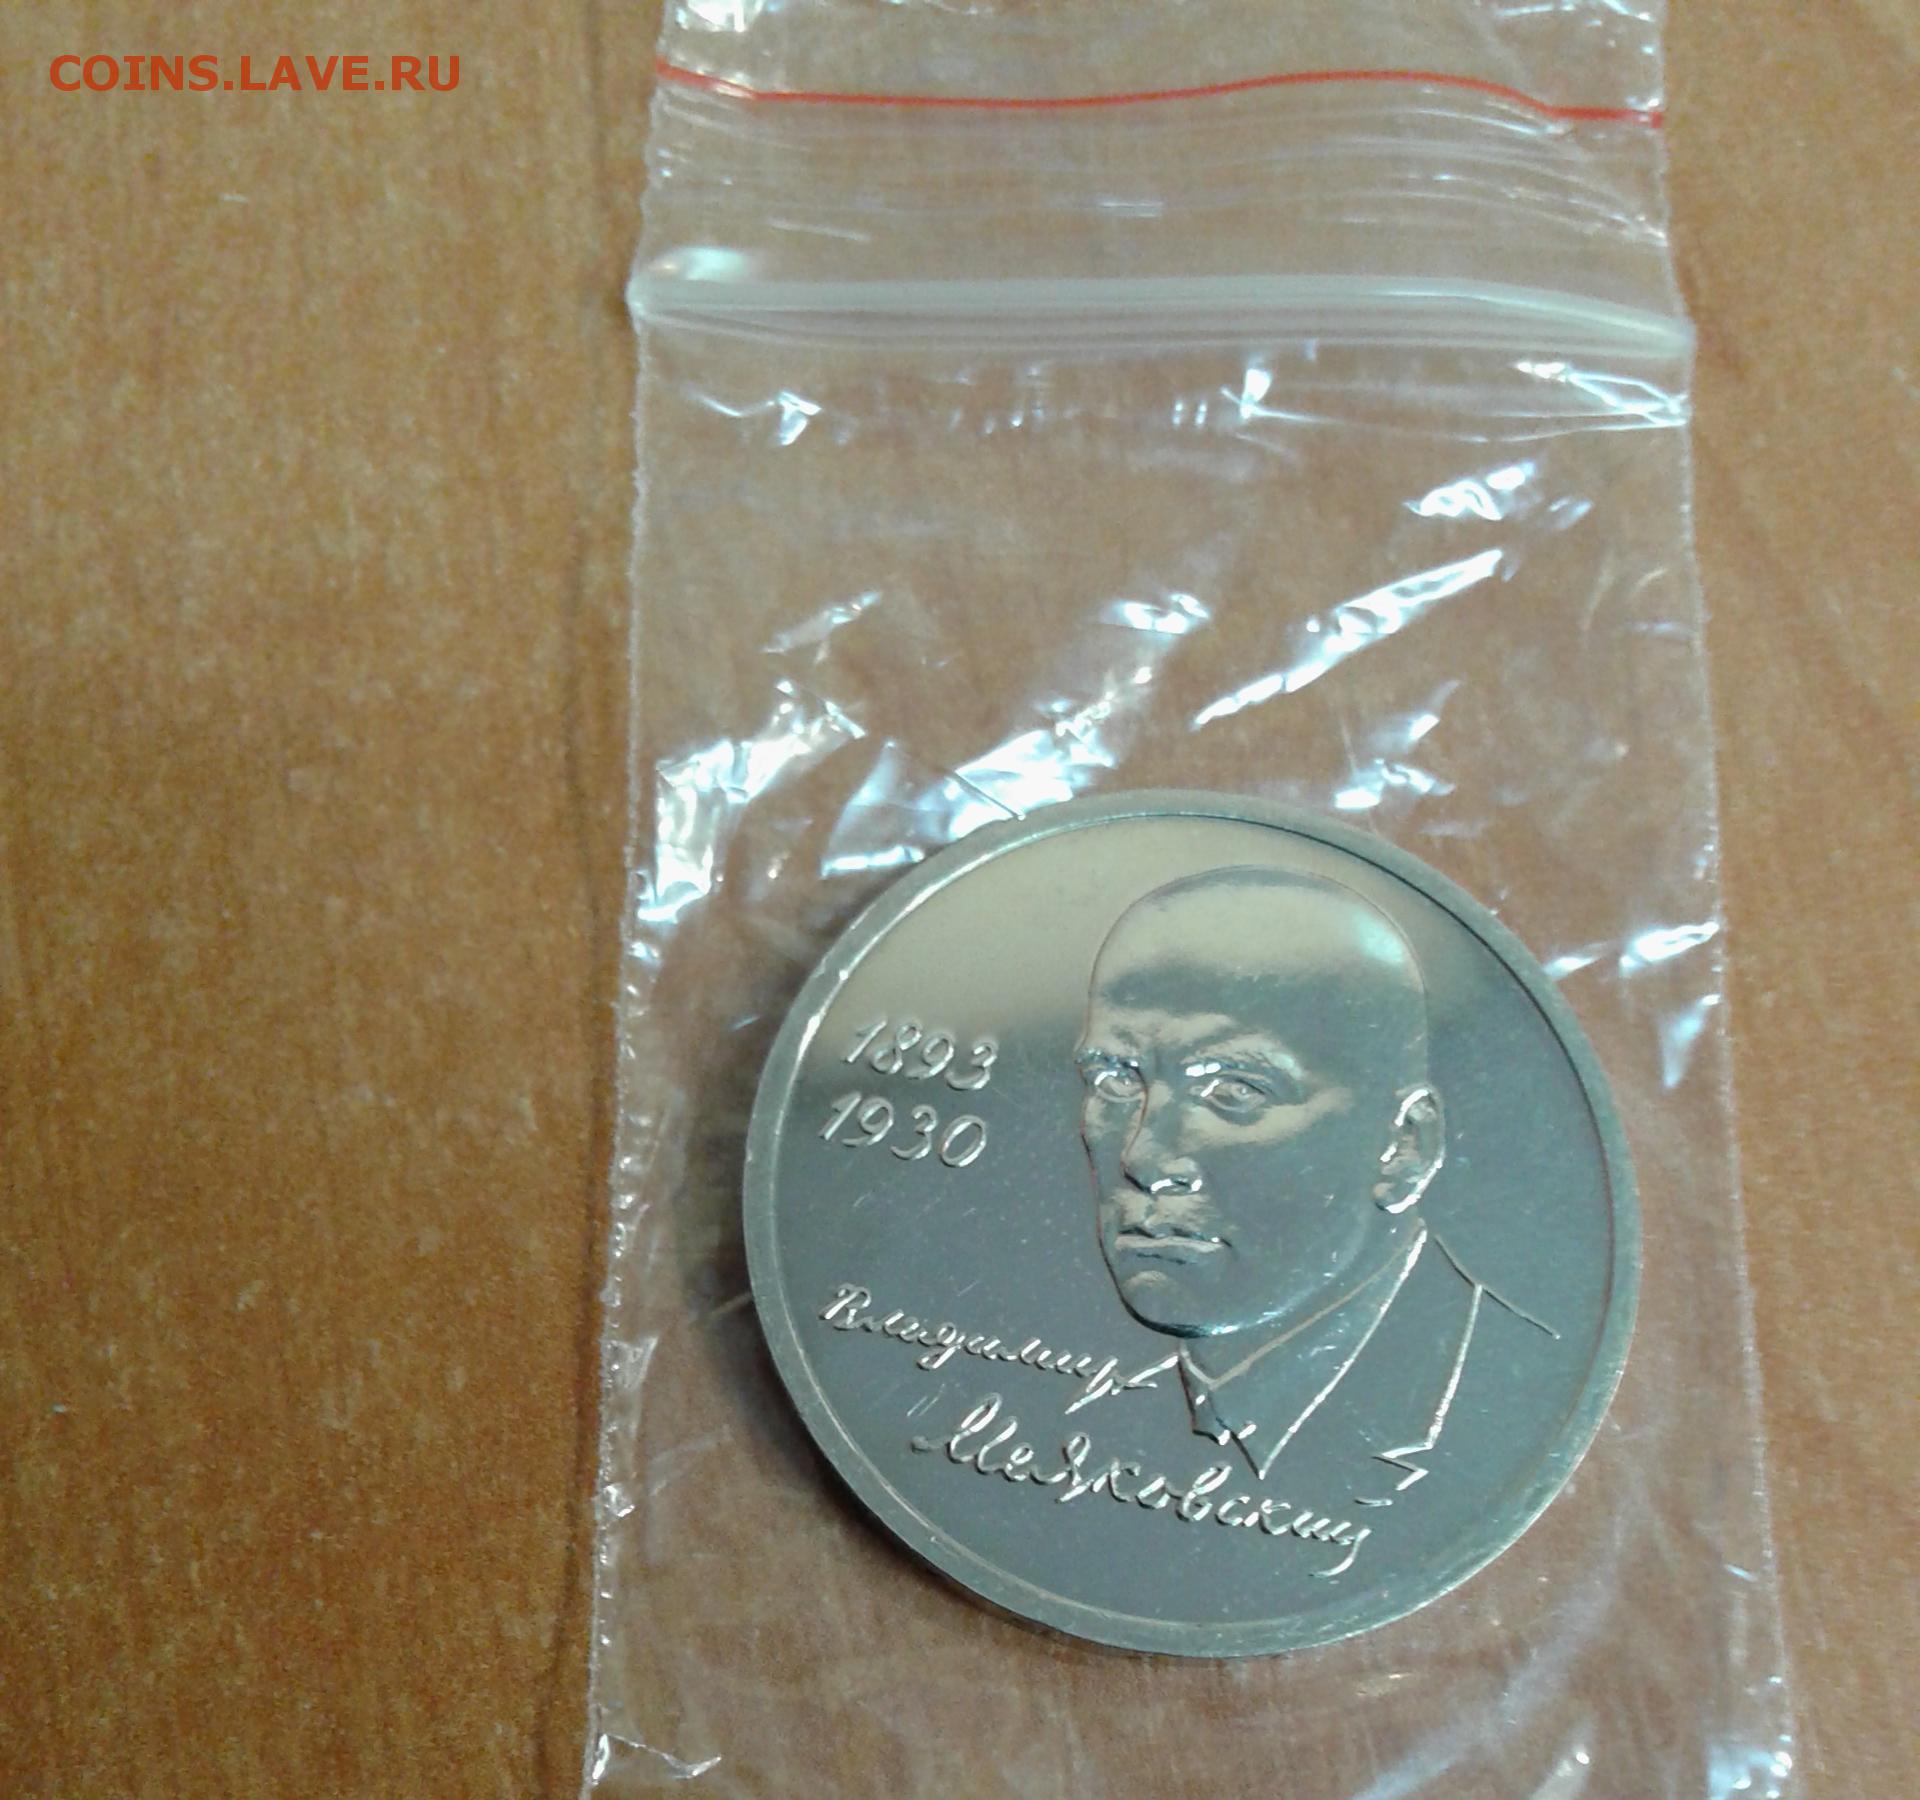 COINS.LAVE.RU
1893
1930
Владимир
Маяковский